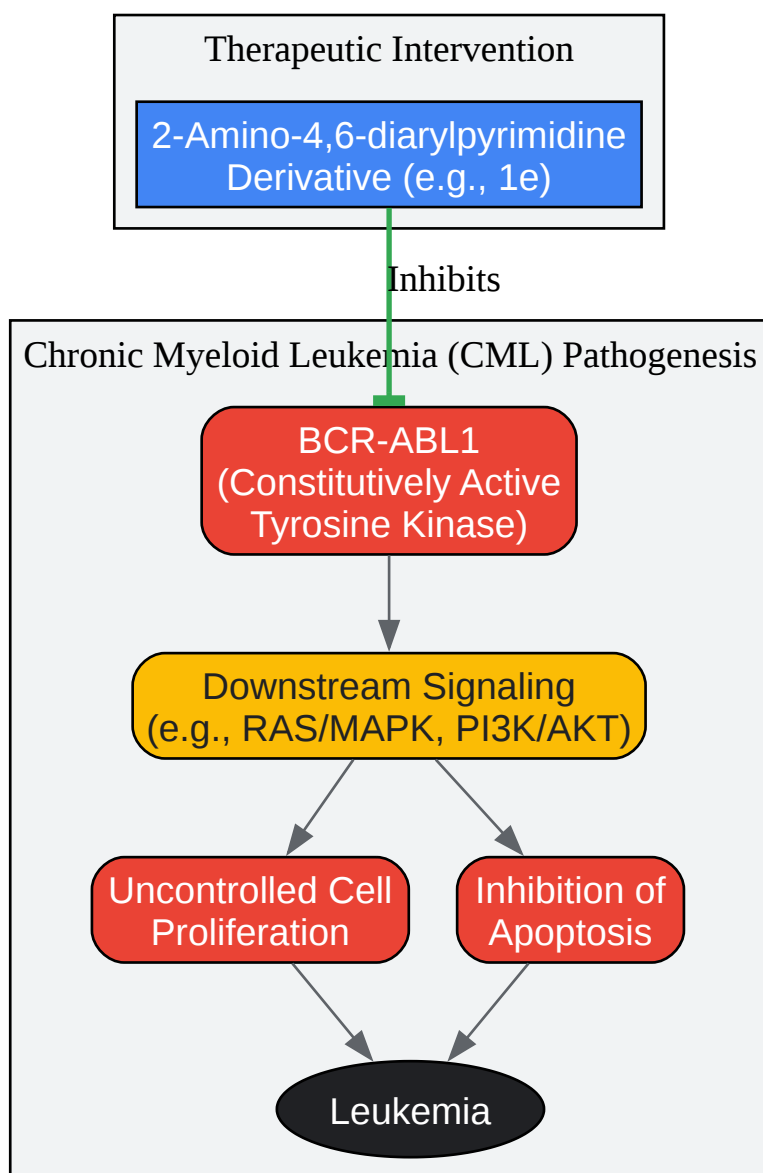 Therapeutic Intervention
2-Amino-4,6-diarylpyrimidine
Derivative (e.g., 1e)
Inhibits
Chronic Myeloid Leukemia (CML) Pathogenesis
BCR-ABL1
(Constitutively Active
Tyrosine Kinase)
Downstream Signaling
(e.g., RAS/MAPK, PI3K/AKT)
Uncontrolled Cell
Proliferation
Inhibition of
Apoptosis
Leukemia